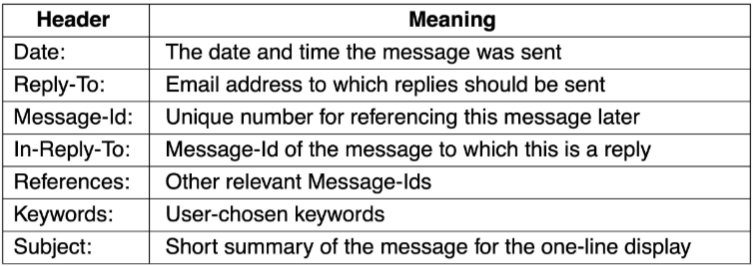 Header Meaning
Date: The date and time the message was sent
Reply-To: Email address to which replies should be sent
Message-Id: Unique number for referencing this message later
In-Reply-To: Message-Id of the message to which this is a reply
References: Other relevant Message-Ids
Keywords: User-chosen keywords
Subject: Short summary of the message for the one-line display